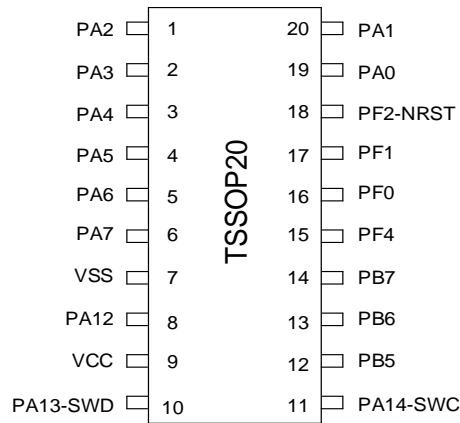 PA2 1 20 PA1
PA3 2 19 PA0
PA4 3 18 PF2-NRST
PA5 4 17 PF1
PA6 5 16 PF0
PA7 6 15 PF4
VSS 7 14 PB7
PA12 8 13 PB6
VCC 9 12 PB5
PA13-SWD 10 11 PA14-SWC
TSSOP20